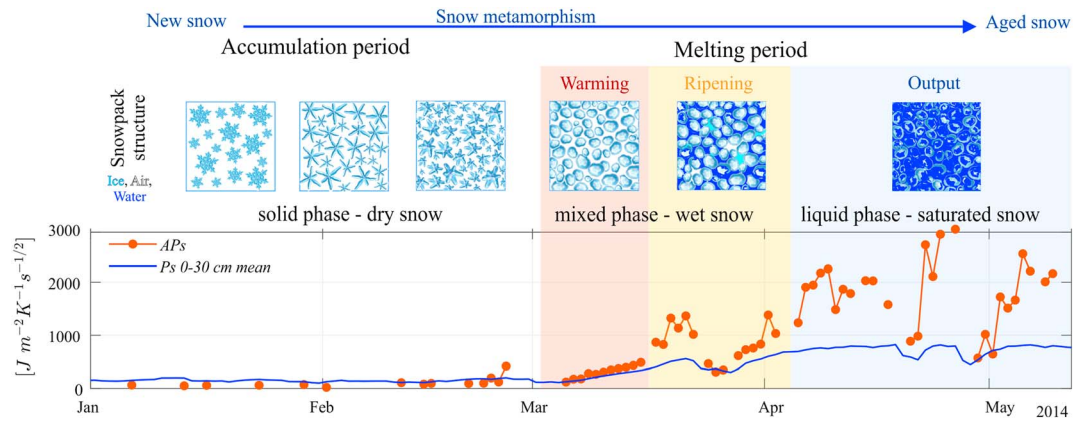 New snow
Snow metamorphism
Aged snow
Accumulation period
Melting period
Warming
Ripening
Output
Snowpack
structure
Ice, Air,
Water
solid phase - dry snow
mixed phase - wet snow
liquid phase - saturated snow
[J m⁻²K⁻¹s⁻¹/²]
3000
2000
1000
0
APs
Ps 0-30 cm mean
Jan
Feb
Mar
Apr
May
2014